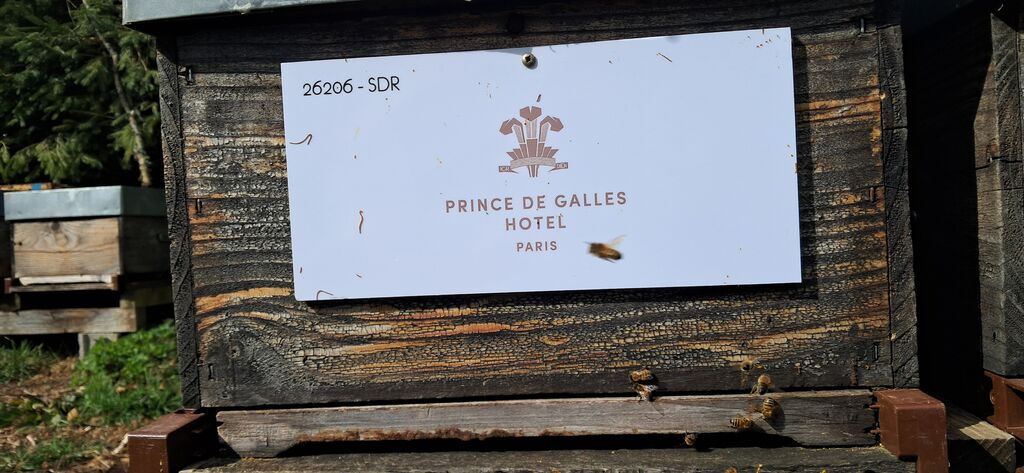 26206 - SDR
PRINCE DE GALLES
HOTEL
PARIS